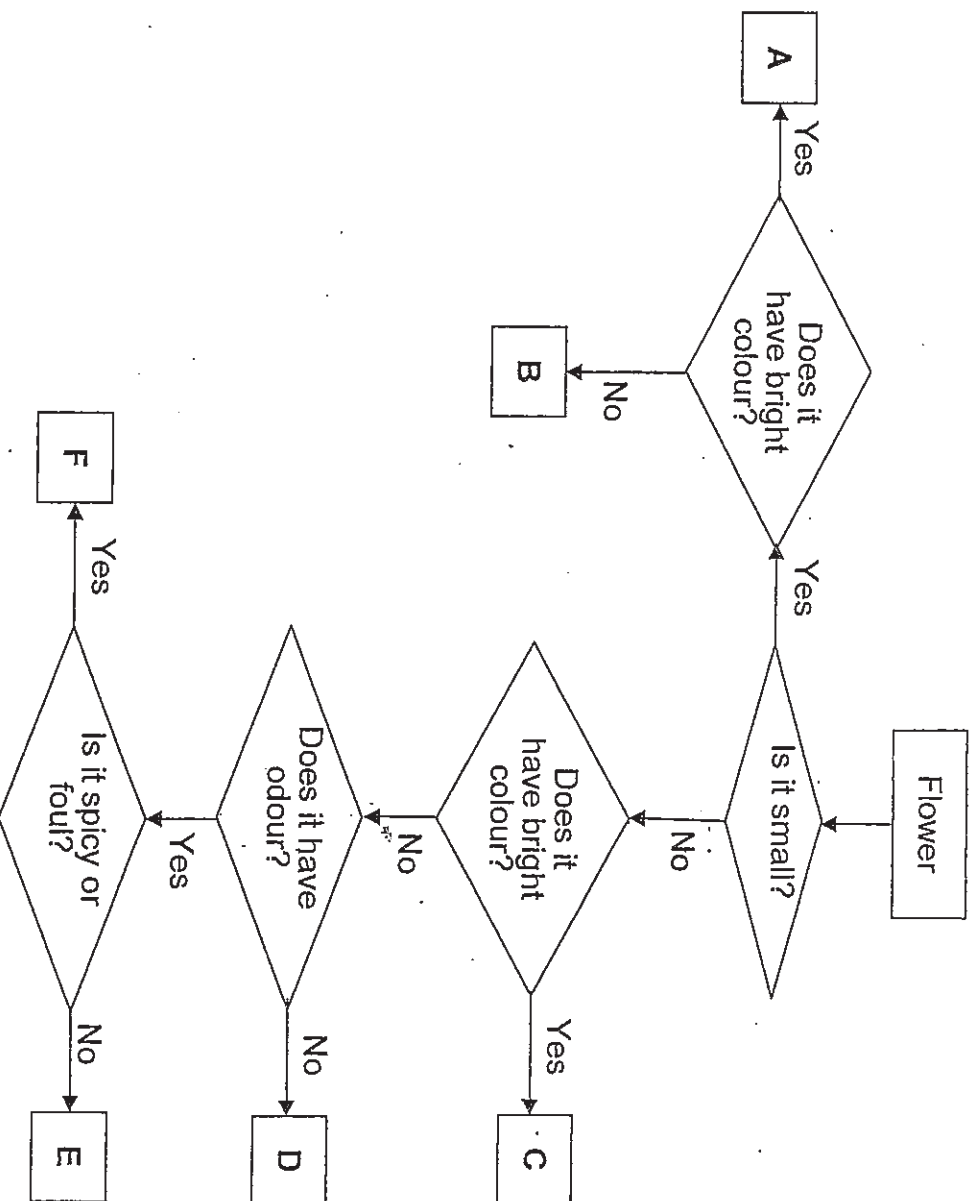 Flower
Is it small?
Yes
No
Does it
have bright
colour?
Yes
A
No
B
Does it
have bright
colour?
Yes
C
No
Does it have
odour?
No
D
Yes
Is it spicy or
foul?
Yes
F
No
E